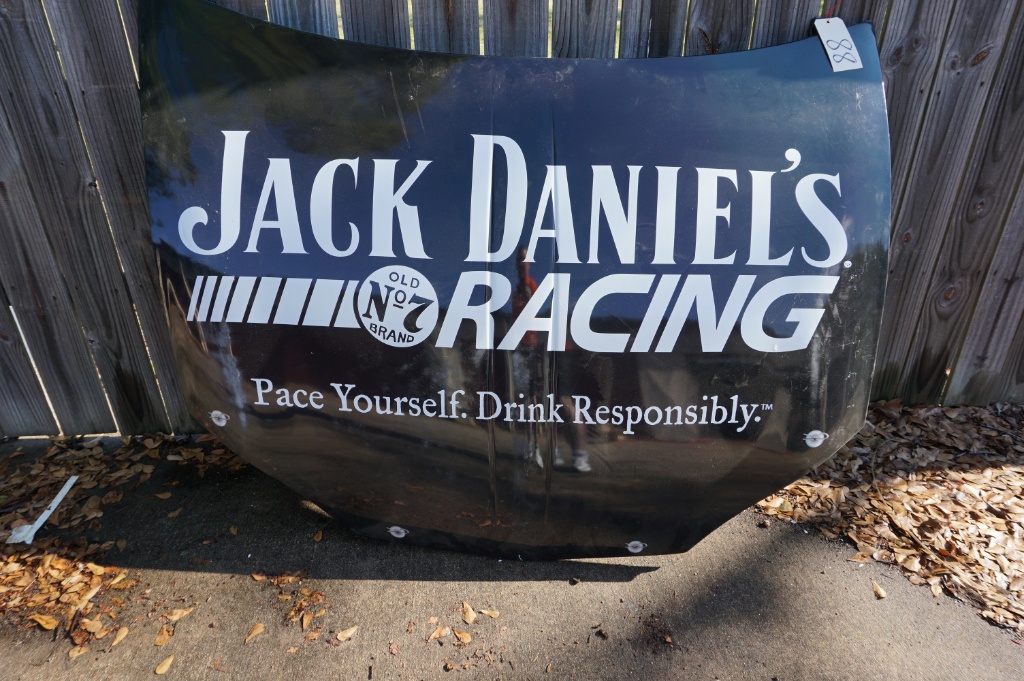 88
JACK DANIEL'S®
OLD
Nº7
BRAND
RACING
Pace Yourself. Drink Responsibly.™